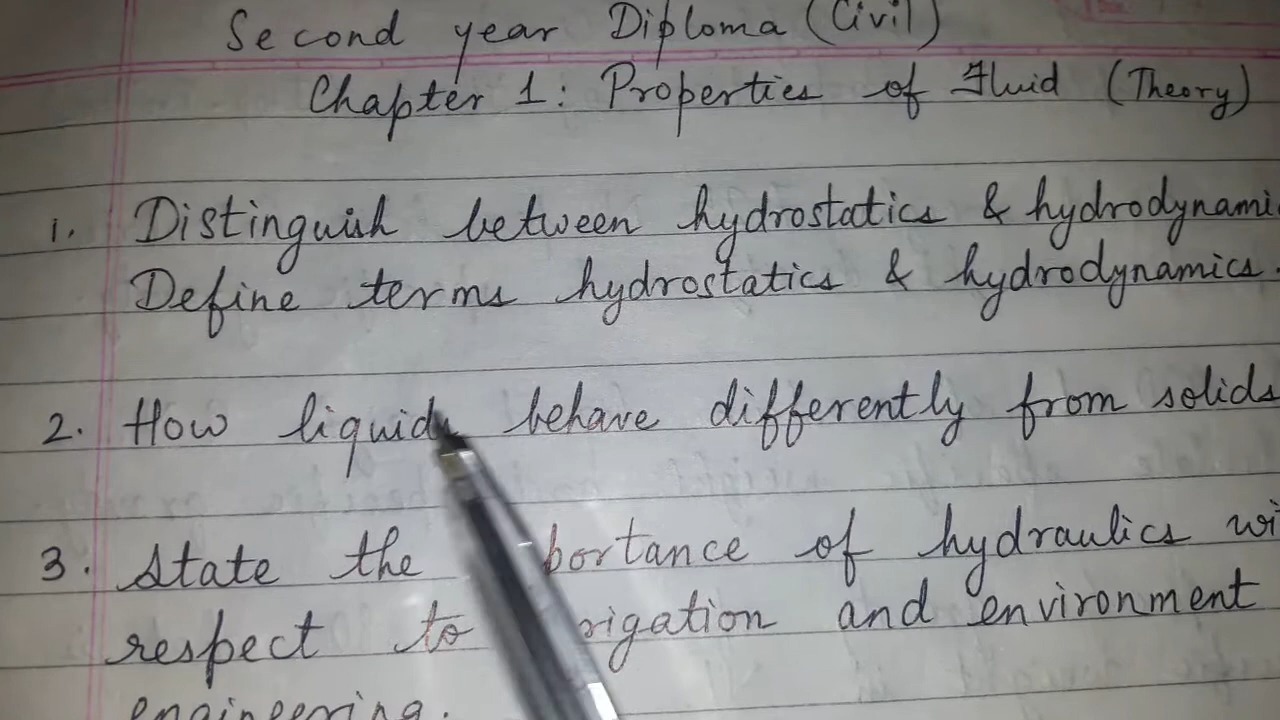 Second year Diploma (Civil)
Chapter 1: Properties of Fluid (Theory)
1. Distinguish between hydrostatics & hydrodynami
Define terms hydrostatics & hydrodynamics.
2. How liquids behave differently from solids
3. State the portance of hydraulics wi
respect to rigation and environment
engineering.